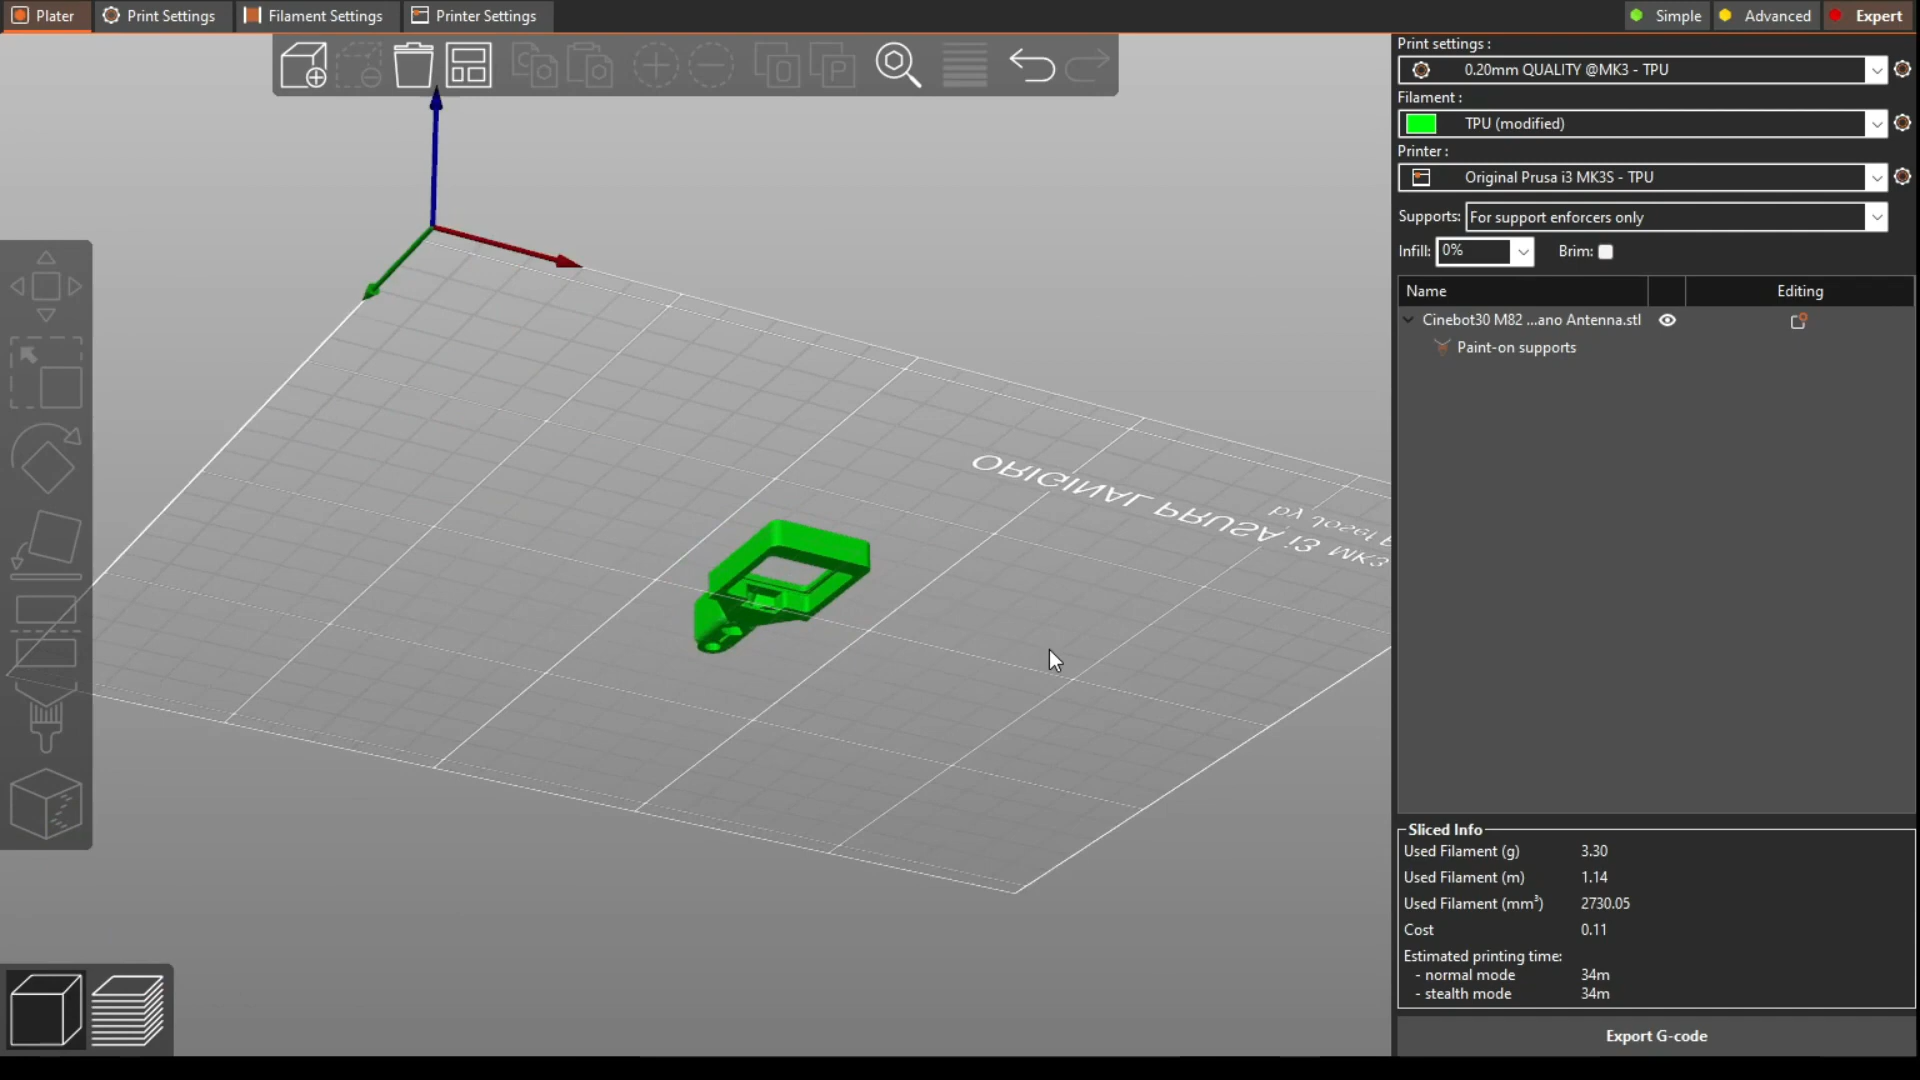 Plater
Print Settings
Filament Settings
Printer Settings
Simple
Advanced
Expert
Print settings :
0.20mm QUALITY @MK3 - TPU
Filament :
TPU (modified)
Printer :
Original Prusa i3 MK3S - TPU
Supports: For support enforcers only
Infill: 0% Brim:
Name Editing
Cinebot30 M82 ...ano Antenna.stl
Paint-on supports
ORIGINAL PRUSA i3 MK3
by Josef P
Sliced Info
Used Filament (g) 3.30
Used Filament (m) 1.14
Used Filament (mm³) 2730.05
Cost 0.11
Estimated printing time:
- normal mode 34m
- stealth mode 34m
Export G-code